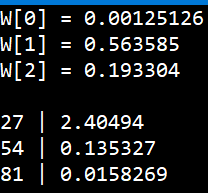 W[0] = 0.00125126
W[1] = 0.563585
W[2] = 0.193304
27 | 2.40494
54 | 0.135327
81 | 0.0158269